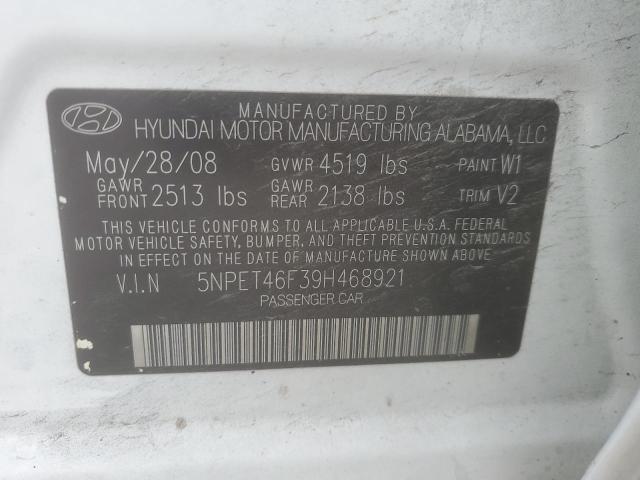 MANUFACTURED BY
HYUNDAI MOTOR MANUFACTURING ALABAMA, LLC
May/28/08 GVWR 4519 lbs PAINT W1
GAWR FRONT 2513 lbs GAWR REAR 2138 lbs TRIM V2
THIS VEHICLE CONFORMS TO ALL APPLICABLE U.S.A. FEDERAL
MOTOR VEHICLE SAFETY, BUMPER, AND THEFT PREVENTION STANDARDS
IN EFFECT ON THE DATE OF MANUFACTURE SHOWN ABOVE.
V.I.N 5NPET46F39H468921
PASSENGER CAR